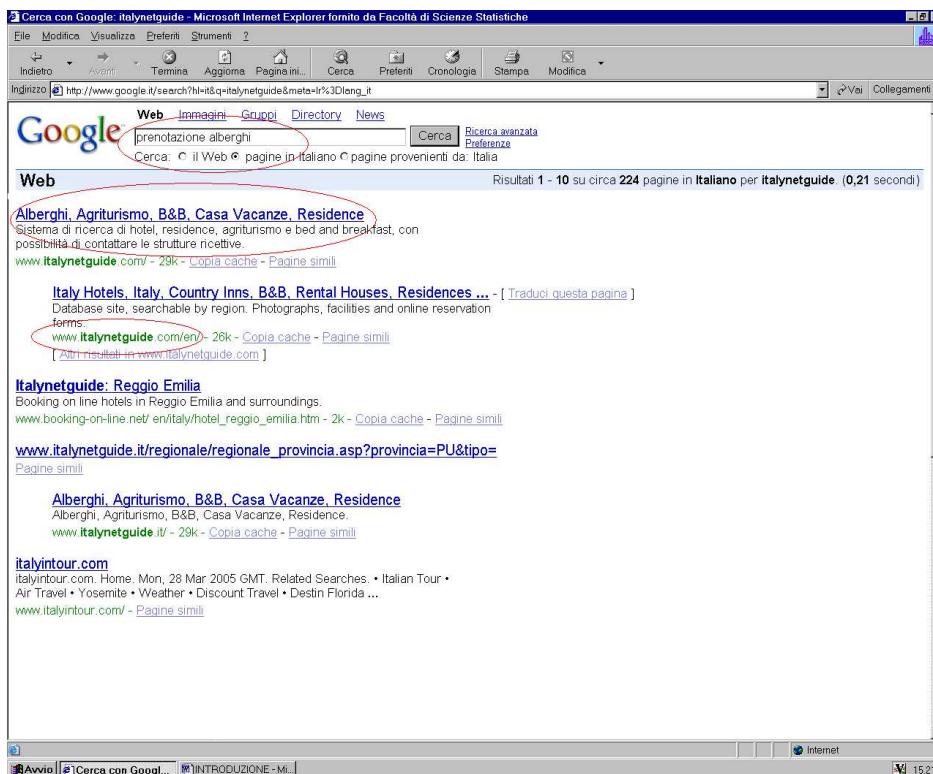 Cerca con Google: italynetguide - Microsoft Internet Explorer fornito da Facoltà di Scienze Statistiche
File Modifica Visualizza Preferiti Strumenti ?
Indietro Avanti Termina Aggiorna Pagina ini... Cerca Preferiti Cronologia Stampa Modifica
Indirizzo http://www.google.it/search?hl=it&q=italynetguide&meta=lr%3Dlang_it Vai Collegamenti
Google Web Immagini Gruppi Directory News
prenotazione alberghi Cerca Ricerca avanzata
Preferenze
Cerca: il Web pagine in Italiano pagine provenienti da: Italia
Web Risultati 1 - 10 su circa 224 pagine in Italiano per italynetguide. (0,21 secondi)
Alberghi, Agriturismo, B&B, Casa Vacanze, Residence
Sistema di ricerca di hotel, residence, agriturismo e bed and breakfast, con
possibilità di contattare le strutture ricettive.
www.italynetguide.com/ - 29k - Copia cache - Pagine simili
Italy Hotels, Italy, Country Inns, B&B, Rental Houses, Residences ... - [ Traduci questa pagina ]
Database site, searchable by region. Photographs, facilities and online reservation
forms.
www.italynetguide.com/en/ - 26k - Copia cache - Pagine simili
[ Altri risultati in www.italynetguide.com ]
Italynetguide: Reggio Emilia
Booking on line hotels in Reggio Emilia and surroundings.
www.booking-on-line.net/ en/italy/hotel_reggio_emilia.htm - 2k - Copia cache - Pagine simili
www.italynetguide.it/regionale/regionale_provincia.asp?provincia=PU&tipo=
Pagine simili
Alberghi, Agriturismo, B&B, Casa Vacanze, Residence
Alberghi, Agriturismo, B&B, Casa Vacanze, Residence.
www.italynetguide.it/ - 29k - Copia cache - Pagine simili
italyintour.com
italyintour.com. Home. Mon, 28 Mar 2005 GMT. Related Searches. • Italian Tour •
Air Travel • Yosemite • Weather • Discount Travel • Destin Florida ...
www.italyintour.com/ - Pagine simili
Internet
Avvio Cerca con Googl... INTRODUZIONE - Mi...